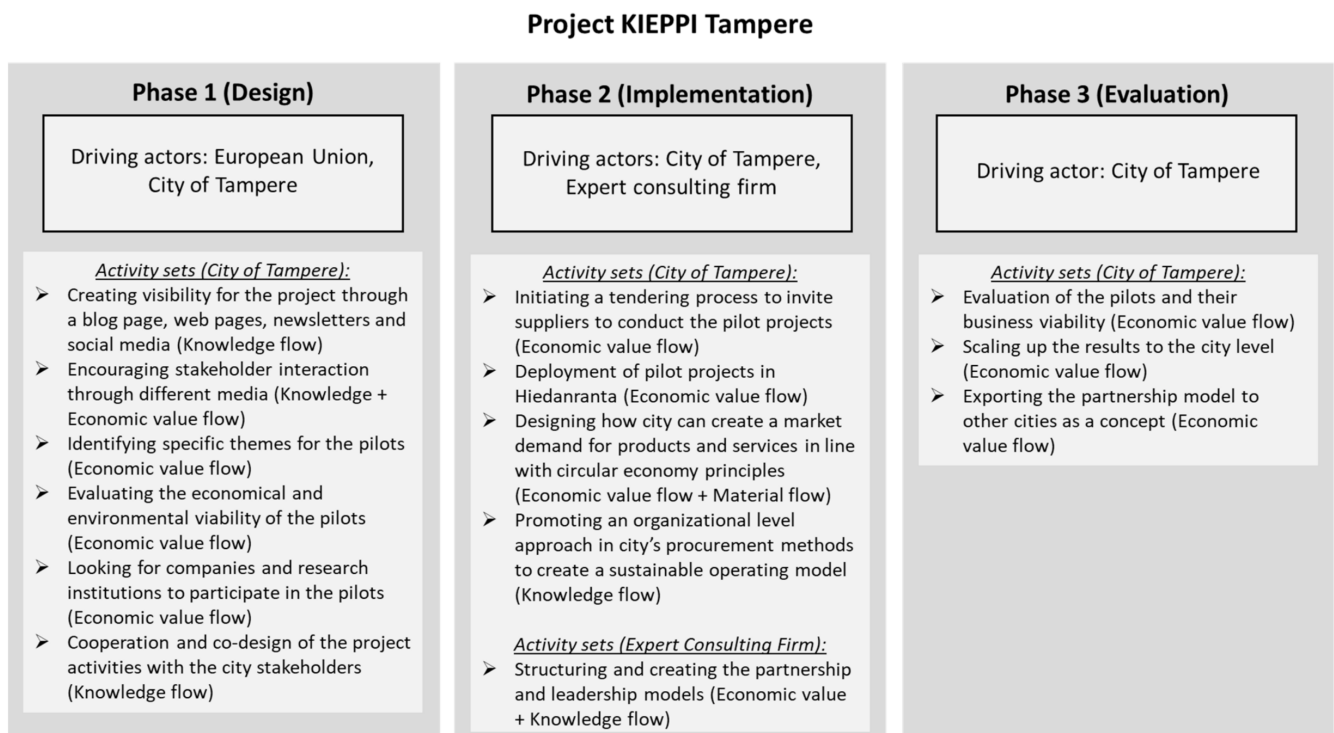 Project KIEPPI Tampere
Phase 1 (Design)
Driving actors: European Union,
City of Tampere
Activity sets (City of Tampere):
➢ Creating visibility for the project through
a blog page, web pages, newsletters and
social media (Knowledge flow)
➢ Encouraging stakeholder interaction
through different media (Knowledge +
Economic value flow)
➢ Identifying specific themes for the pilots
(Economic value flow)
➢ Evaluating the economical and
environmental viability of the pilots
(Economic value flow)
➢ Looking for companies and research
institutions to participate in the pilots
(Economic value flow)
➢ Cooperation and co-design of the project
activities with the city stakeholders
(Knowledge flow)
Phase 2 (Implementation)
Driving actors: City of Tampere,
Expert consulting firm
Activity sets (City of Tampere):
➢ Initiating a tendering process to invite
suppliers to conduct the pilot projects
(Economic value flow)
➢ Deployment of pilot projects in
Hiedanranta (Economic value flow)
➢ Designing how city can create a market
demand for products and services in line
with circular economy principles
(Economic value flow + Material flow)
➢ Promoting an organizational level
approach in city's procurement methods
to create a sustainable operating model
(Knowledge flow)
Activity sets (Expert Consulting Firm):
➢ Structuring and creating the partnership
and leadership models (Economic value
+ Knowledge flow)
Phase 3 (Evaluation)
Driving actor: City of Tampere
Activity sets (City of Tampere):
➢ Evaluation of the pilots and their
business viability (Economic value flow)
➢ Scaling up the results to the city level
(Economic value flow)
➢ Exporting the partnership model to
other cities as a concept (Economic
value flow)